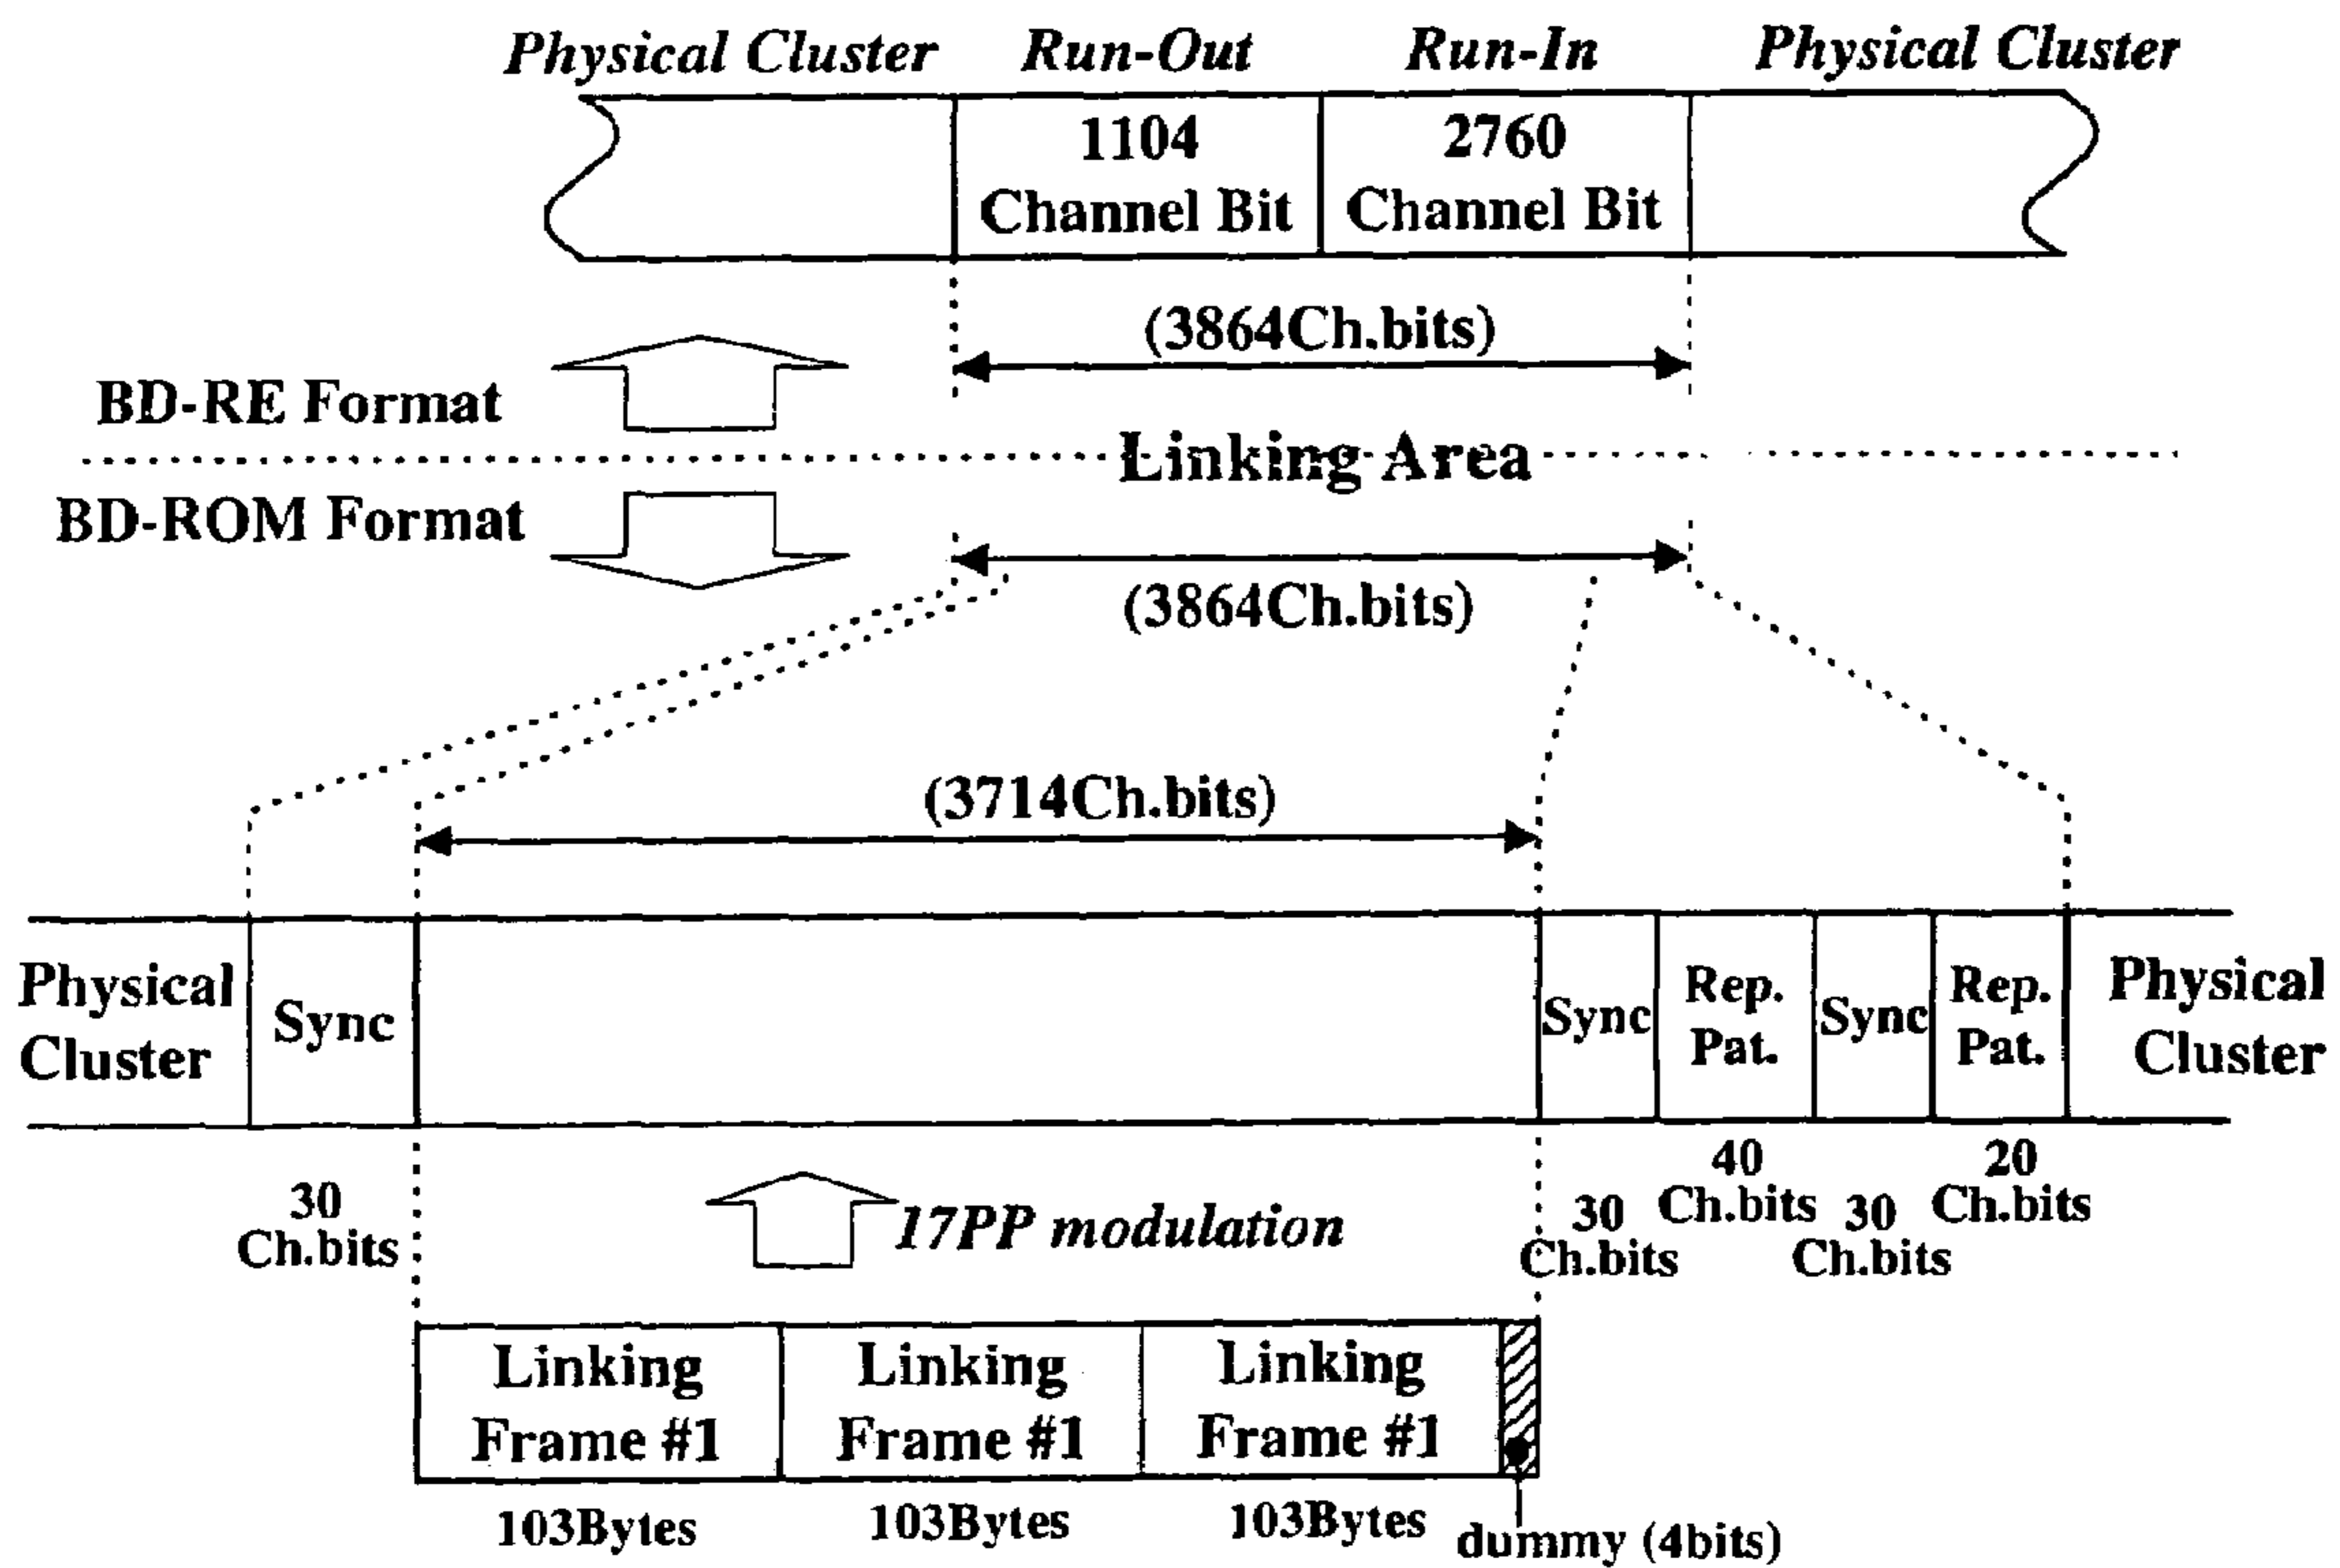 Physical Cluster Run-Out Run-In Physical Cluster
1104 2760
Channel Bit Channel Bit
(3864Ch.bits)
BD-RE Format
Linking Area
BD-ROM Format
(3864Ch.bits)
(3714Ch.bits)
Physical Cluster
Sync
Sync
Rep. Pat.
Sync
Rep. Pat.
Physical Cluster
30 Ch.bits
17PP modulation
30 Ch.bits
40 Ch.bits
30 Ch.bits
20 Ch.bits
Linking Linking Linking
Frame #1 Frame #1 Frame #1
103Bytes 103Bytes 103Bytes
dummy (4bits)